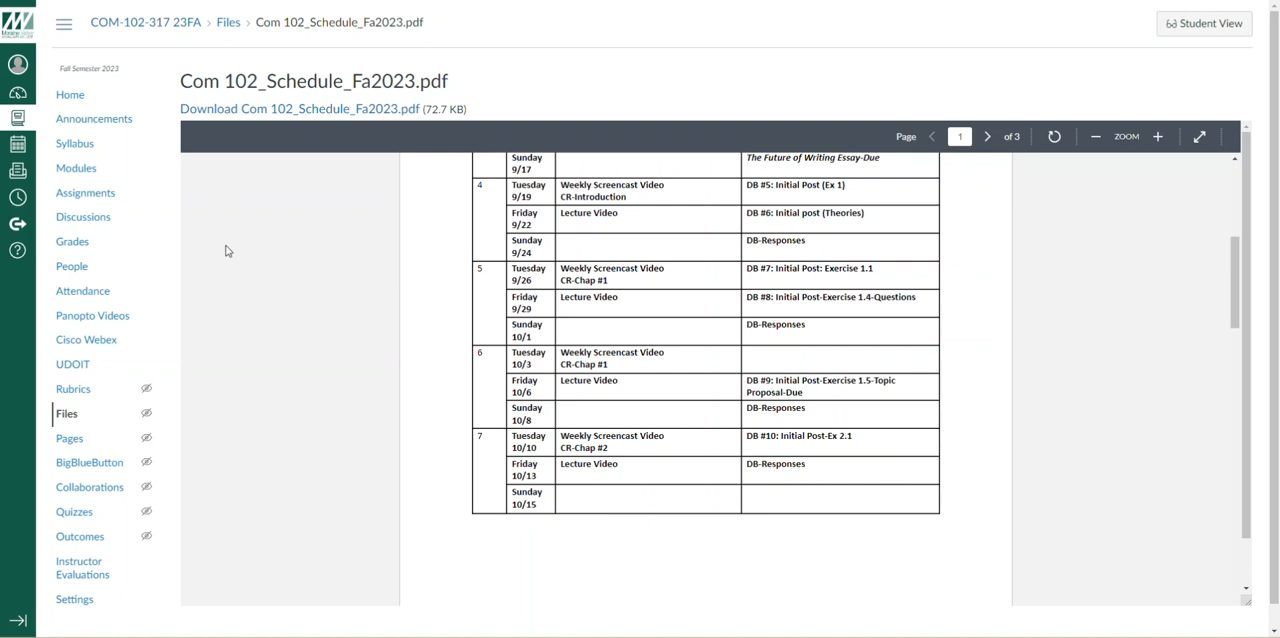 COM-102-317 23FA › Files › Com 102_Schedule_Fa2023.pdf
Student View
Fall Semester 2023
Home
Announcements
Syllabus
Modules
Assignments
Discussions
Grades
People
Attendance
Panopto Videos
Cisco Webex
UDOIT
Rubrics
Files
Pages
BigBlueButton
Collaborations
Quizzes
Outcomes
Instructor
Evaluations
Settings
Com 102_Schedule_Fa2023.pdf
Download Com 102_Schedule_Fa2023.pdf (72.7 KB)
Page 1 of 3 ZOOM
Sunday The Future of Writing Essay-Due
9/17
4 Tuesday Weekly Screencast Video DB #5: Initial Post (Ex 1)
9/19 CR-Introduction
Friday Lecture Video DB #6: Initial post (Theories)
9/22
Sunday DB-Responses
9/24
5 Tuesday Weekly Screencast Video DB #7: Initial Post: Exercise 1.1
9/26 CR-Chap #1
Friday Lecture Video DB #8: Initial Post-Exercise 1.4-Questions
9/29
Sunday DB-Responses
10/1
6 Tuesday Weekly Screencast Video
10/3 CR-Chap #1
Friday Lecture Video DB #9: Initial Post-Exercise 1.5-Topic
10/6 Proposal-Due
Sunday DB-Responses
10/8
7 Tuesday Weekly Screencast Video DB #10: Initial Post-Ex 2.1
10/10 CR-Chap #2
Friday Lecture Video DB-Responses
10/13
Sunday
10/15